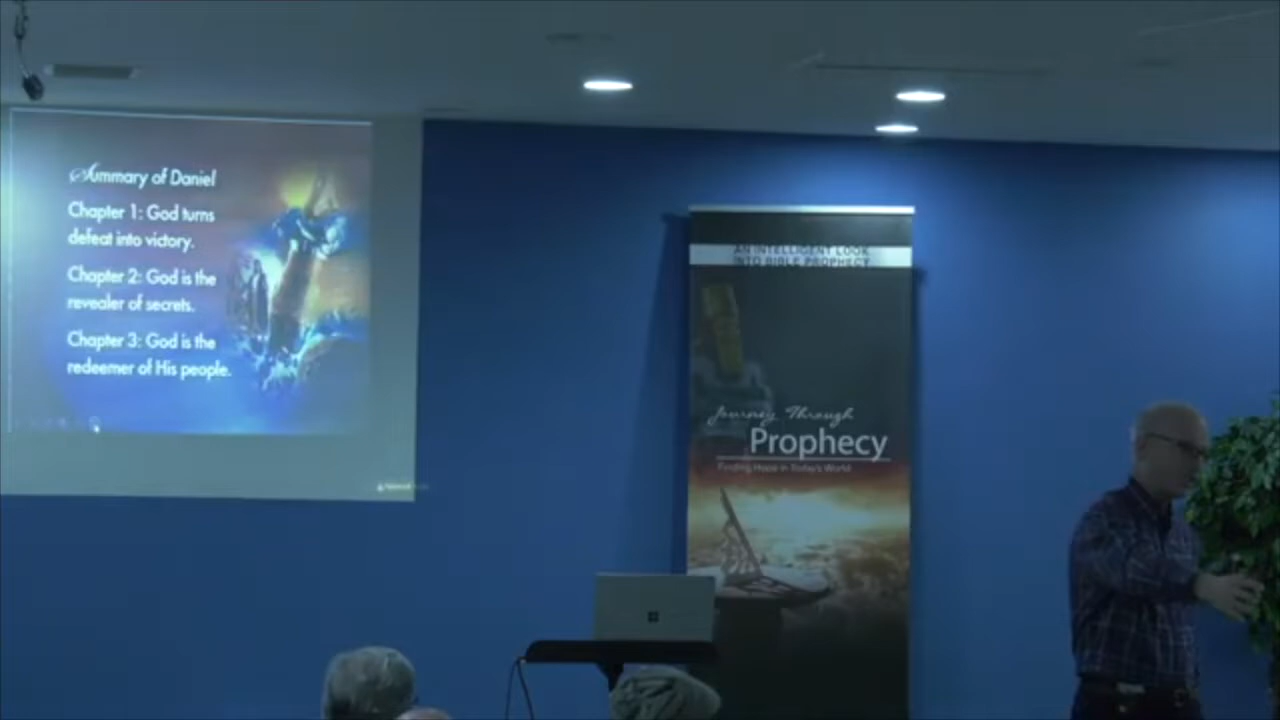 Summary of Daniel
Chapter 1: God turns
defeat into victory.
Chapter 2: God is the
revealer of secrets.
Chapter 3: God is the
redeemer of His people.
AN INTELLIGENT LOOK
INTO BIBLE PROPHECY
Journey Through
Prophecy
Finding Hope in Today's World